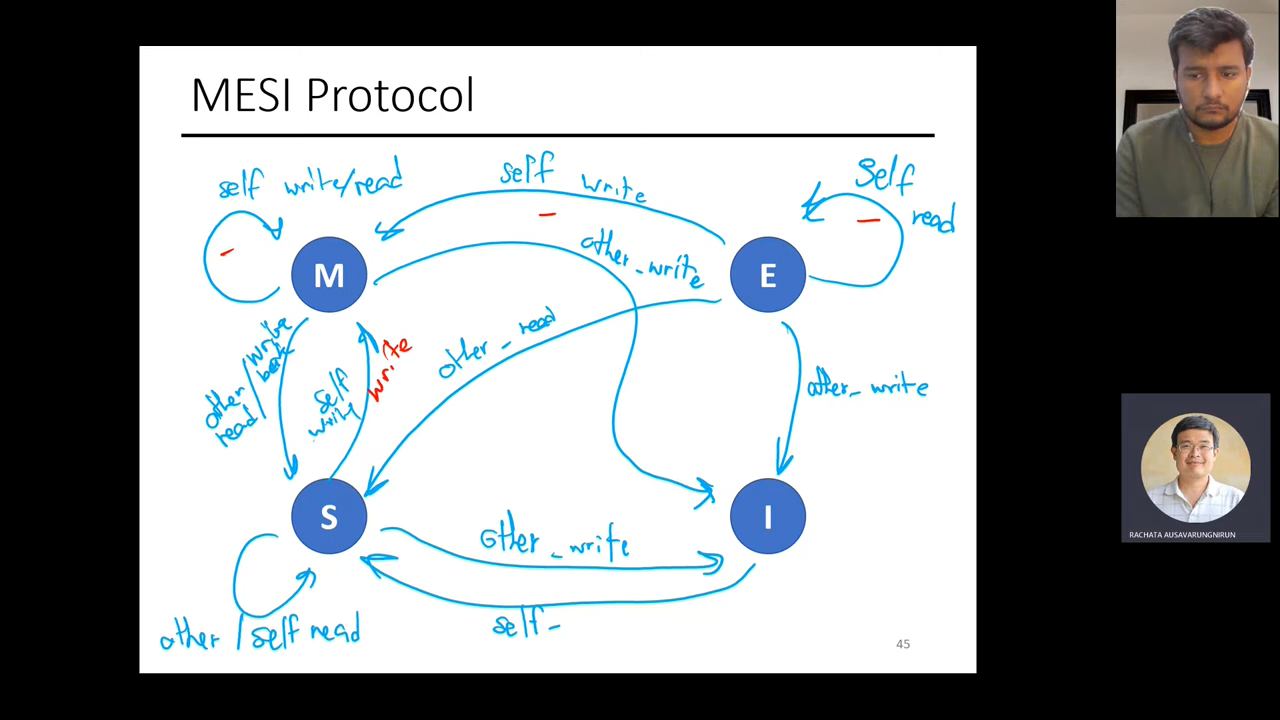 MESI Protocol
self write/read
self write
Self
read
M
other_write
E
other_read
other
read/
write
back
self
write
write
other_write
S
other_write
I
self-
other/self read
45
RACHATA AUSAVARUNGNIRUN